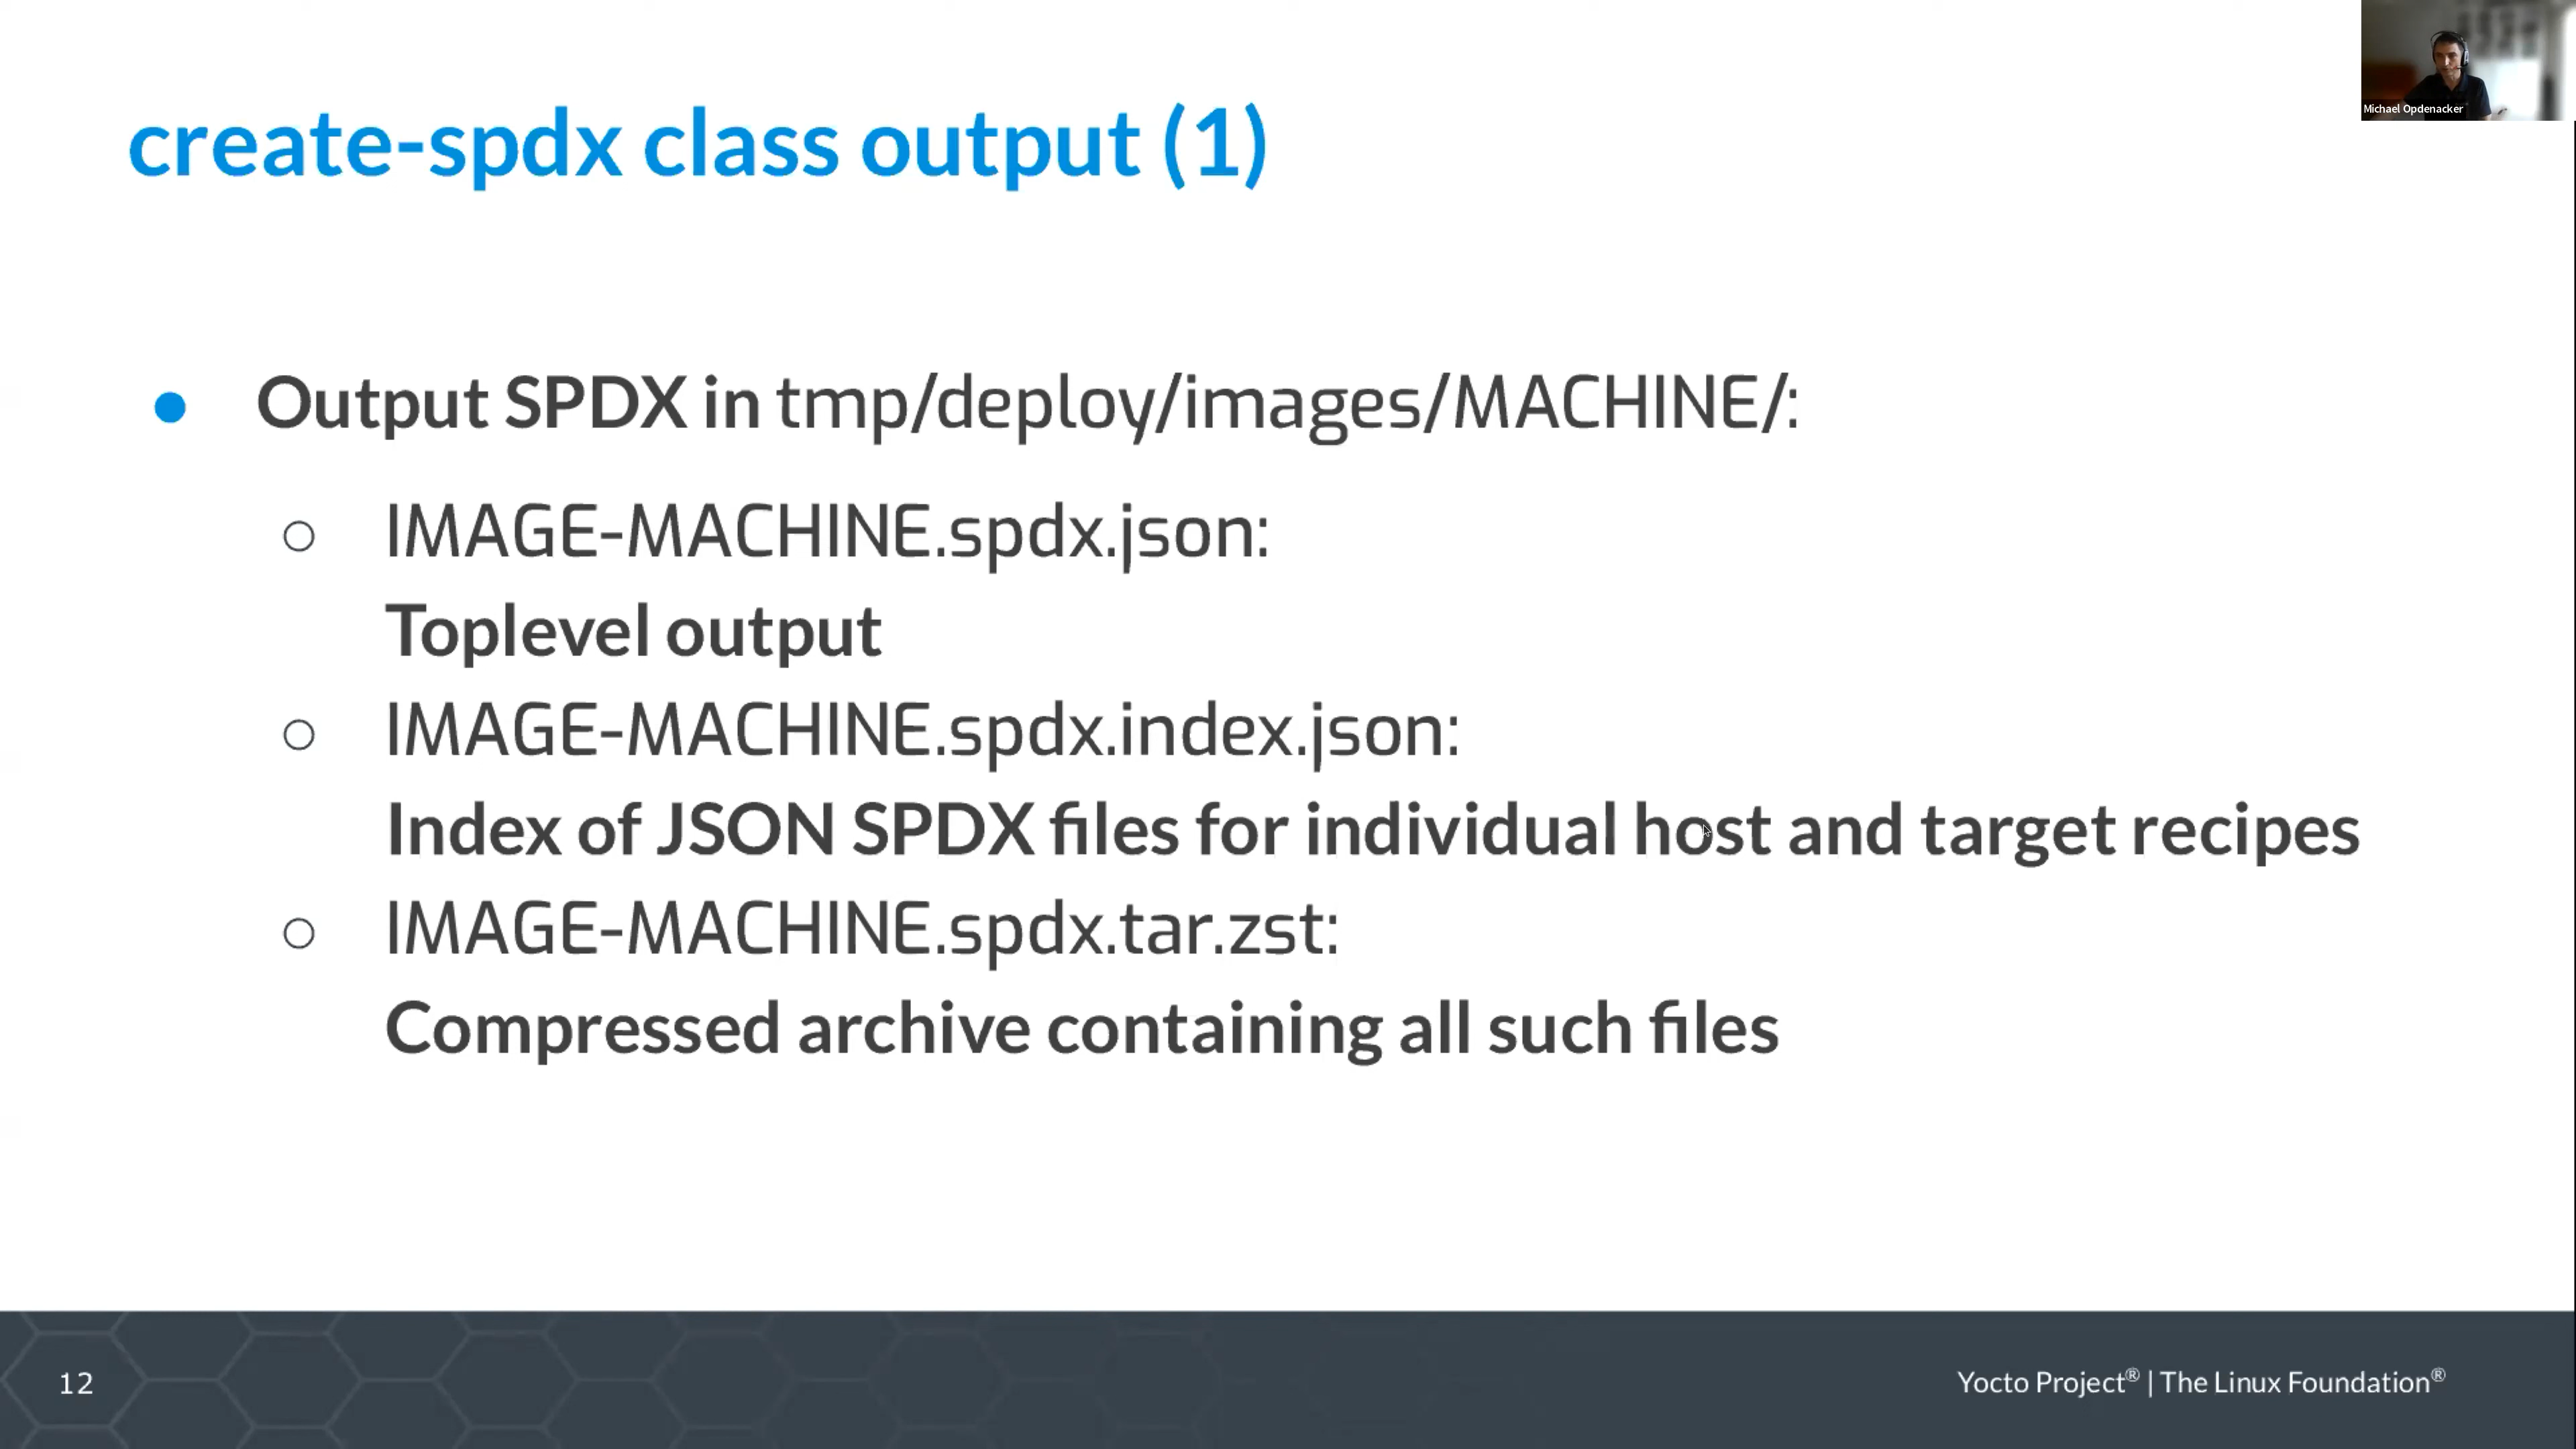 Michael Opdenacker
create-spdx class output (1)
● Output SPDX in tmp/deploy/images/MACHINE/:
○ IMAGE-MACHINE.spdx.json:
Toplevel output
○ IMAGE-MACHINE.spdx.index.json:
Index of JSON SPDX files for individual host and target recipes
○ IMAGE-MACHINE.spdx.tar.zst:
Compressed archive containing all such files
12
Yocto Project® | The Linux Foundation®